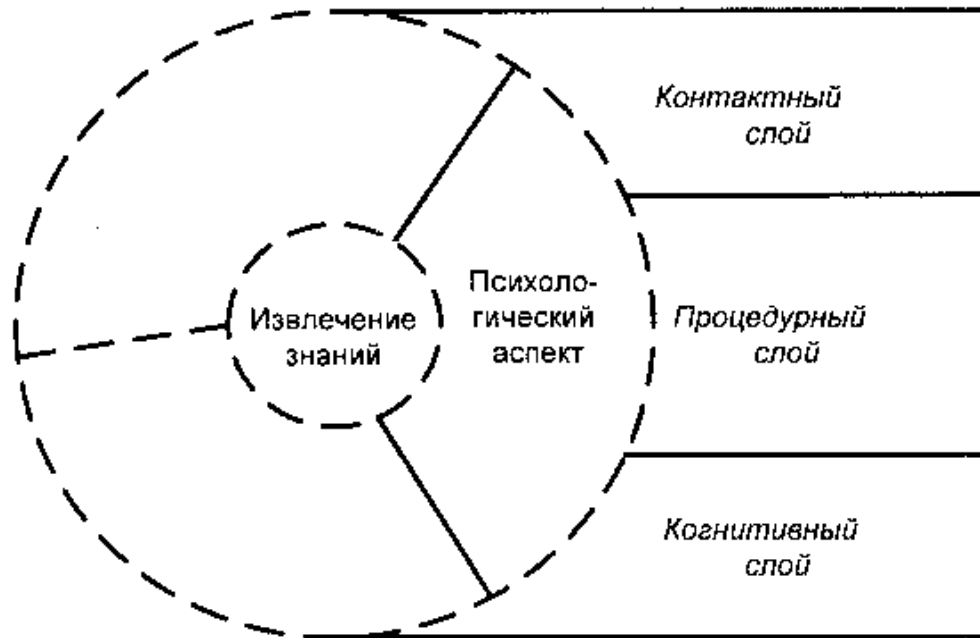 Контактный
слой
Извлечение
знаний
Психоло-
гический
аспект
Процедурный
слой
Когнитивный
слой